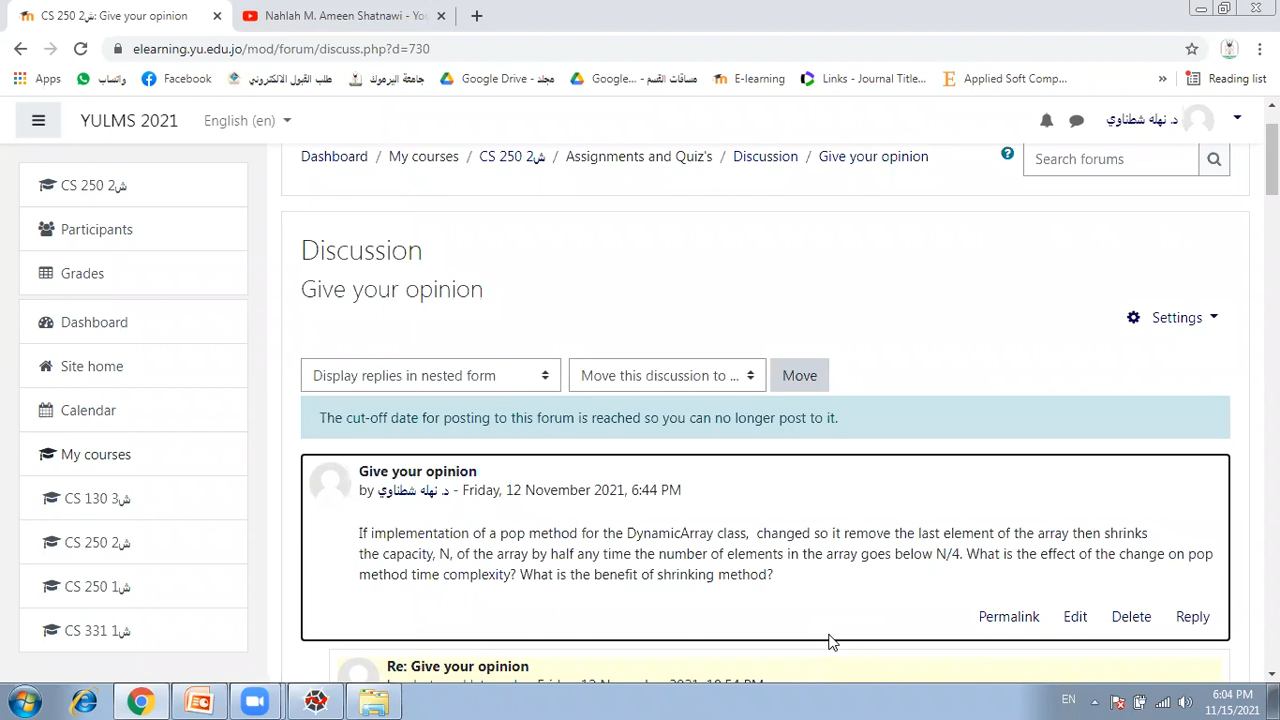 CS 250 ش2: Give your opinion
Nahlah M. Ameen Shatnawi - You
elearning.yu.edu.jo/mod/forum/discuss.php?d=730
Apps
واتساب
Facebook
طلب القبول الالكتروني
جامعة اليرموك
Google Drive - مجلد
Google... - مساقات القسم
E-learning
Links - Journal Title...
Applied Soft Comp...
»
Reading list
YULMS 2021
English (en)
د. نهله شطناوي
Dashboard / My courses / CS 250 ش2 / Assignments and Quiz's / Discussion / Give your opinion
Search forums
CS 250 ش2
Participants
Grades
Dashboard
Site home
Calendar
My courses
CS 130 ش3
CS 250 ش2
CS 250 ش1
CS 331 ش1
Discussion
Give your opinion
Settings
Display replies in nested form
Move this discussion to ...
Move
The cut-off date for posting to this forum is reached so you can no longer post to it.
Give your opinion
by د. نهله شطناوي - Friday, 12 November 2021, 6:44 PM
If implementation of a pop method for the DynamicArray class, changed so it remove the last element of the array then shrinks
the capacity, N, of the array by half any time the number of elements in the array goes below N/4. What is the effect of the change on pop
method time complexity? What is the benefit of shrinking method?
Permalink Edit Delete Reply
Re: Give your opinion
EN
6:04 PM
11/15/2021